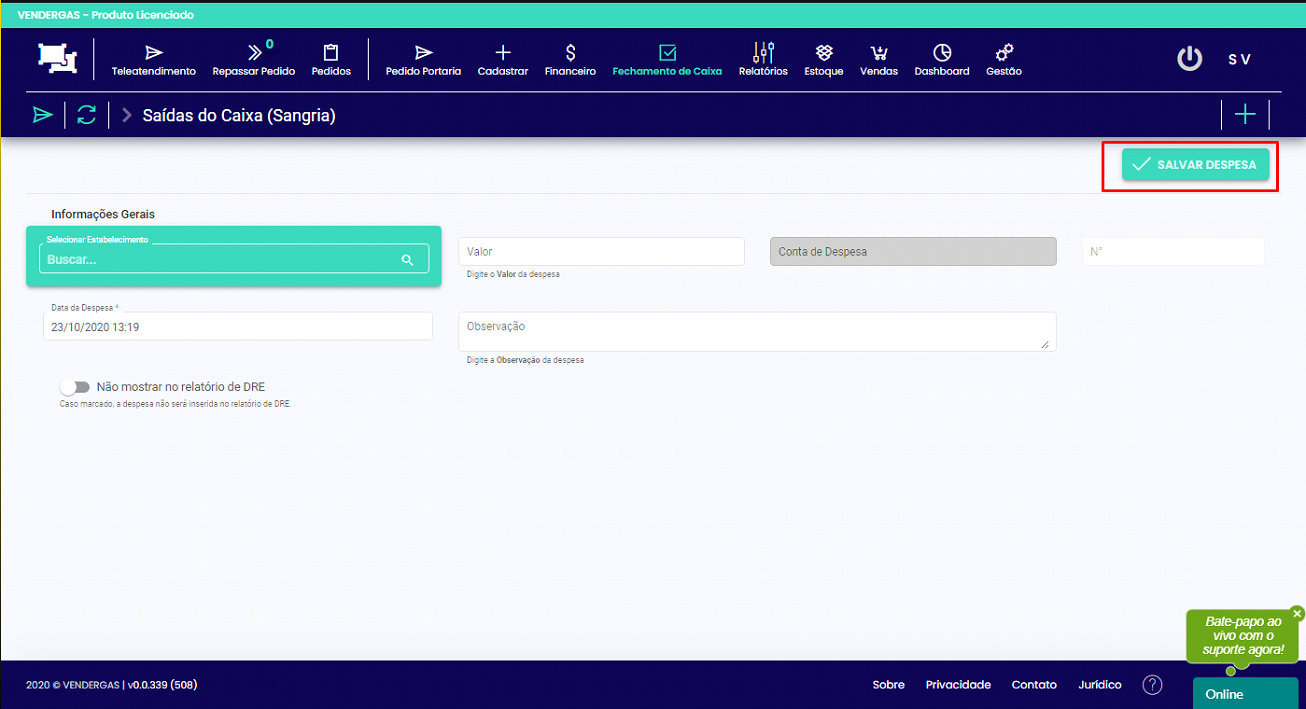 VENDERGAS - Produto Licenciado
Teleatendimento
Repassar Pedido
0
Pedidos
Pedido Portaria
Cadastrar
Financeiro
Fechamento de Caixa
Relatórios
Estoque
Vendas
Dashboard
Gestão
S V
Saídas do Caixa (Sangria)
SALVAR DESPESA
Informações Gerais
Selecionar Estabelecimento
Buscar...
Valor
Digite o Valor da despesa
Conta de Despesa
N°
Data da Despesa *
23/10/2020 13:19
Observação
Digite a Observação da despesa
Não mostrar no relatório de DRE
Caso marcado, a despesa não será inserida no relatório de DRE.
Bate-papo ao
vivo com o
suporte agora!
2020 © VENDERGAS | v0.0.339 (508)
Sobre
Privacidade
Contato
Jurídico
?
Online